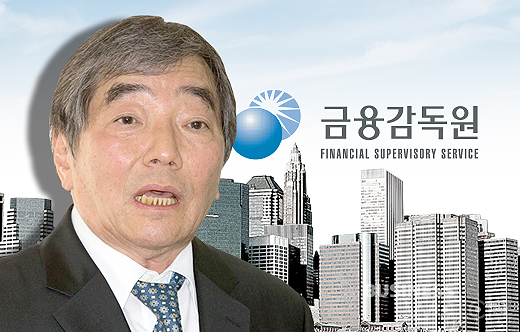 금융감독원
FINANCIAL SUPERVISORY SERVICE